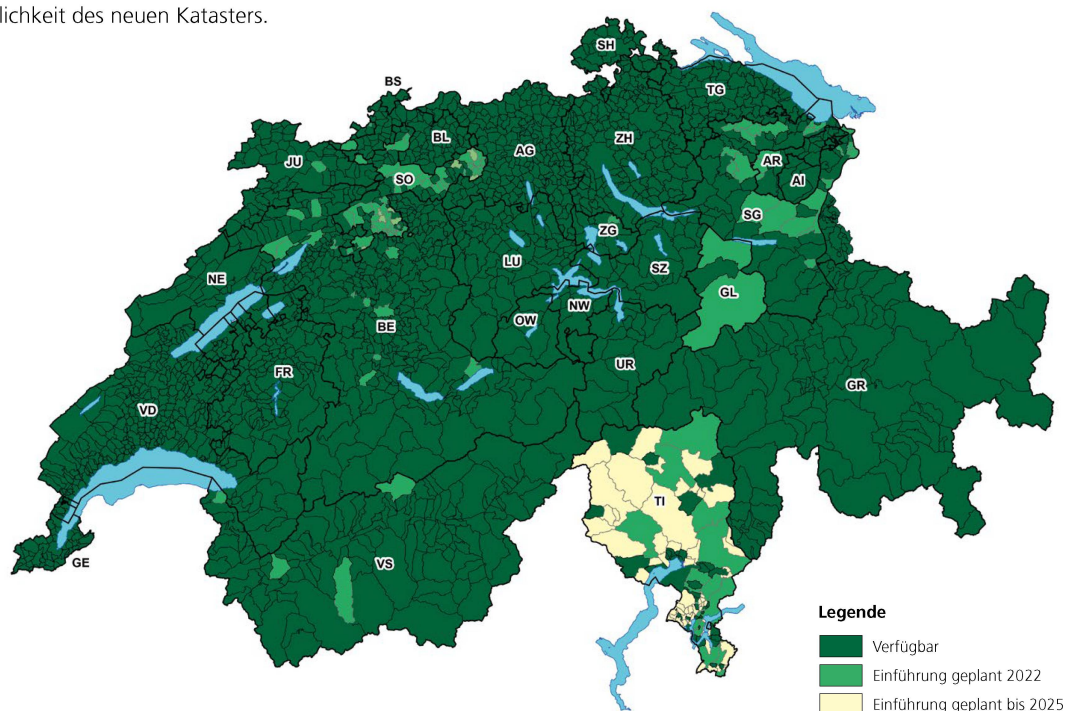 lichkeit des neuen Katasters.
SH
BS
TG
BL
ZH
AG
JU
AR
SO
AI
SG
ZG
LU
SZ
NE
GL
NW
OW
BE
UR
FR
GR
VD
TI
GE
VS
Legende
Verfügbar
Einführung geplant 2022
Einführung geplant bis 2025